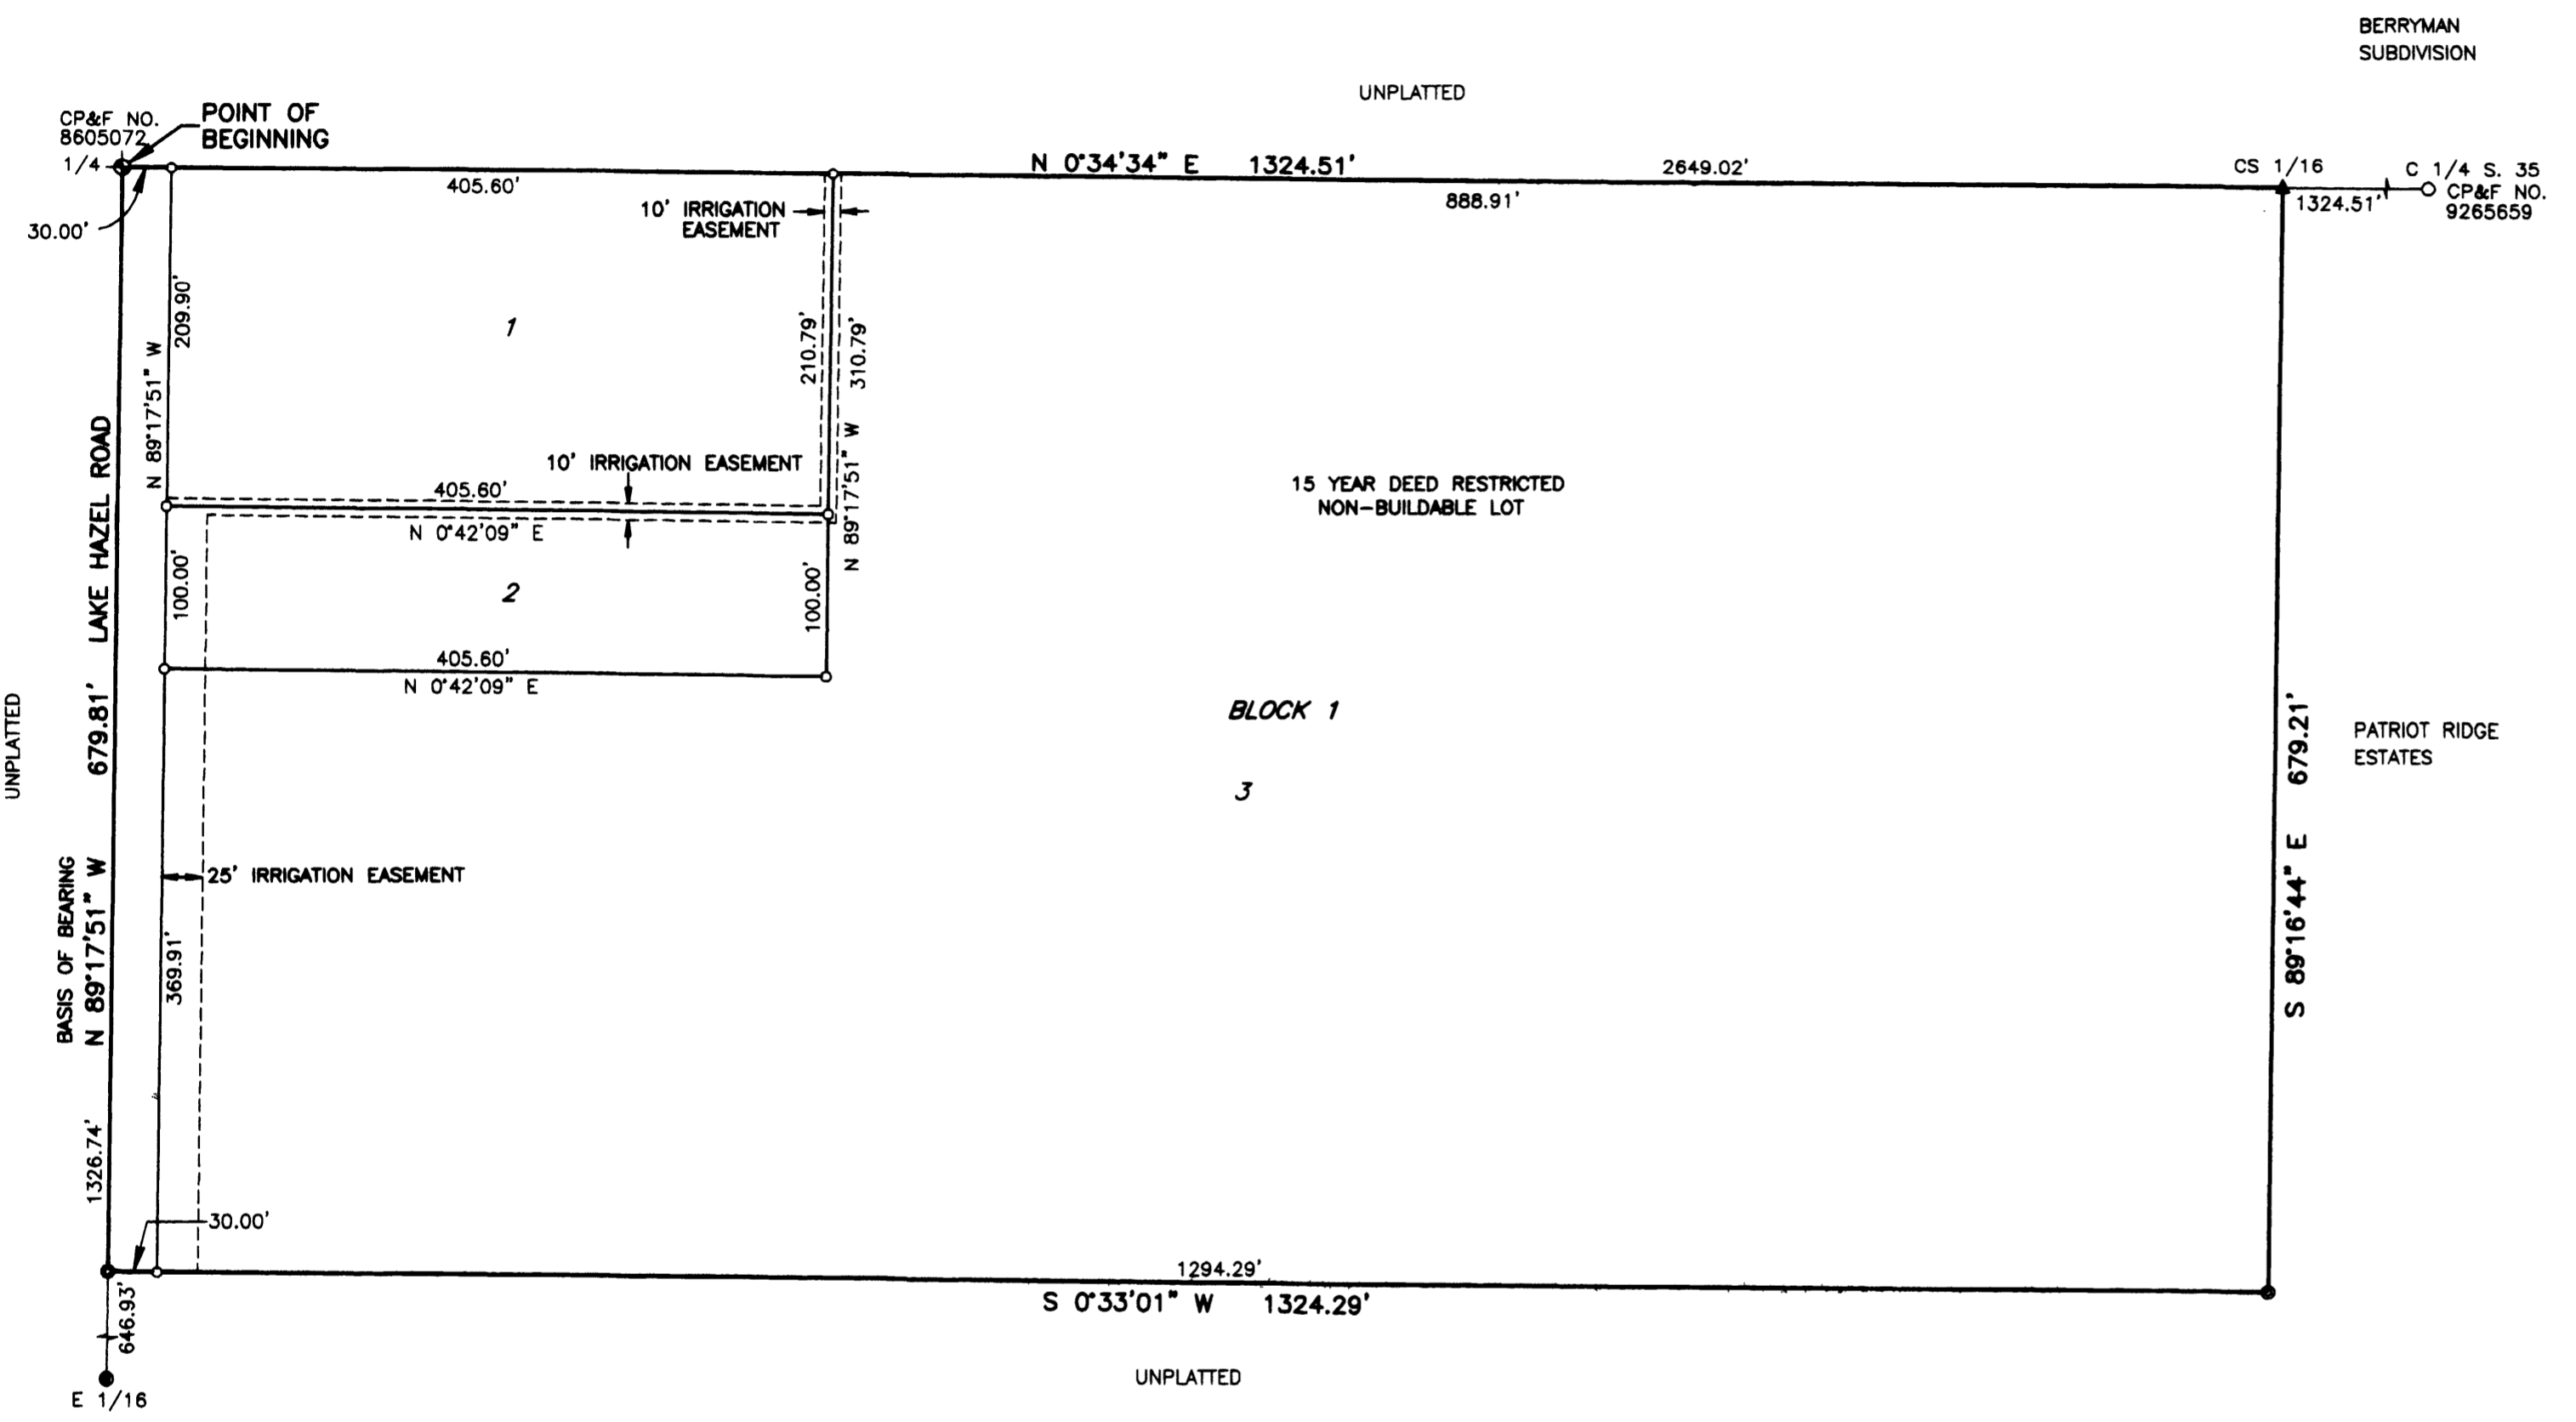 BERRYMAN
SUBDIVISION
UNPLATTED
CP&F NO.
8605072
1/4
POINT OF
BEGINNING
N 0°34'34" E 1324.51'
2649.02'
CS 1/16
C 1/4 S. 35
CP&F NO.
9265659
1324.51'
405.60'
888.91'
30.00'
10' IRRIGATION
EASEMENT
209.90'
N 89°17'51" W
1
210.79'
310.79'
N 89°17'51" W
10' IRRIGATION EASEMENT
405.60'
N 0°42'09" E
15 YEAR DEED RESTRICTED
NON-BUILDABLE LOT
100.00'
2
100.00'
405.60'
N 0°42'09" E
UNPLATTED
LAKE HAZEL ROAD
679.81'
BASIS OF BEARING
N 89°17'51" W
1326.74'
BLOCK 1
3
S 89°16'44" E 679.21'
PATRIOT RIDGE
ESTATES
25' IRRIGATION EASEMENT
369.91'
30.00'
1294.29'
S 0°33'01" W 1324.29'
646.93'
E 1/16
UNPLATTED